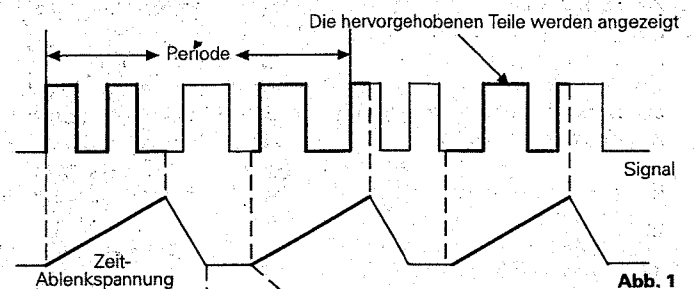 Die hervorgehobenen Teile werden angezeigt
Periode
Signal
Zeit-
Ablenkspannung
Abb. 1